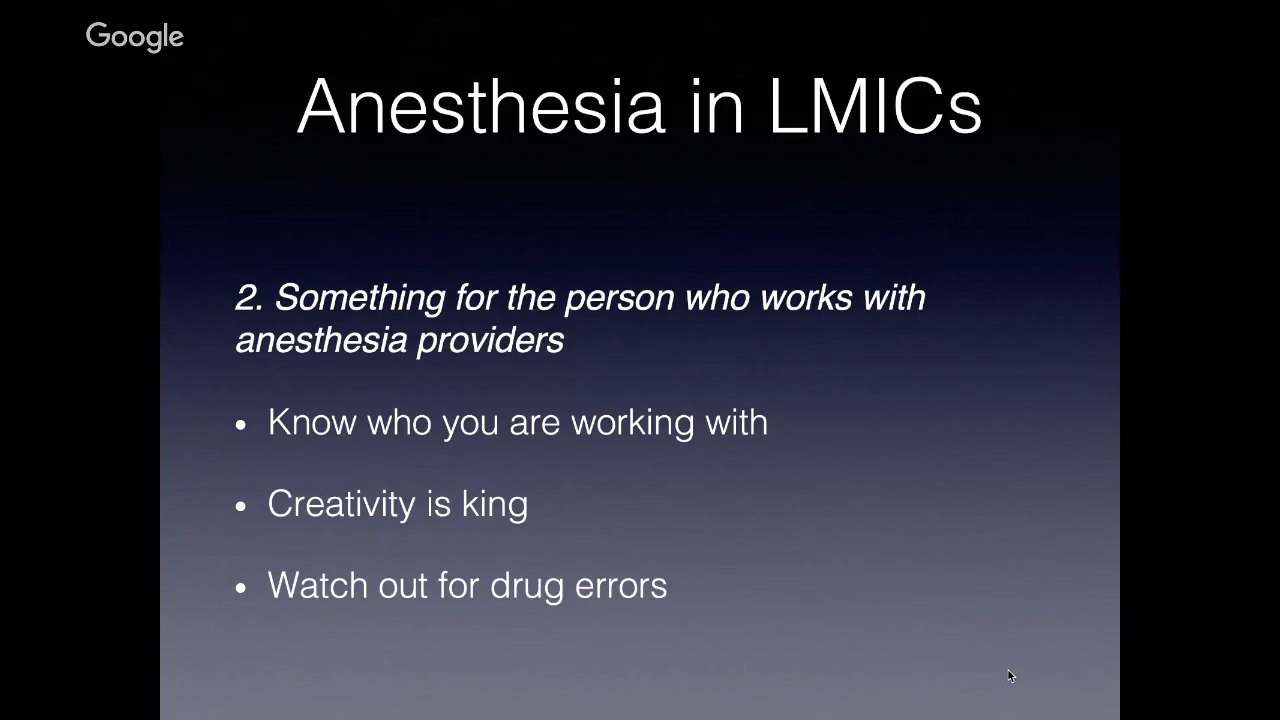 Google
Anesthesia in LMICs
2. Something for the person who works with
anesthesia providers
• Know who you are working with
• Creativity is king
• Watch out for drug errors